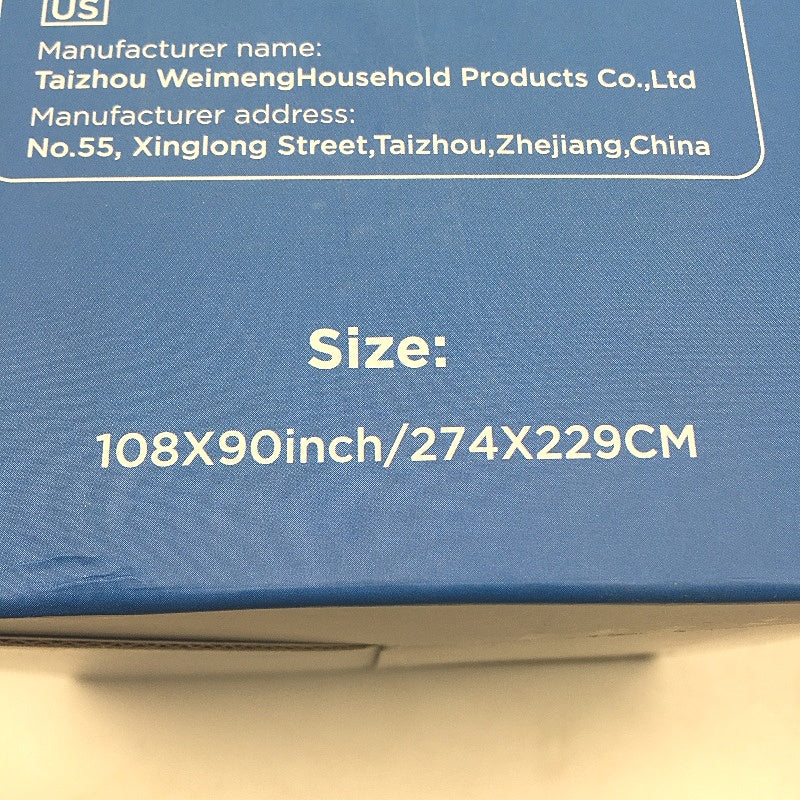 US
Manufacturer name:
Taizhou WeimengHousehold Products Co.,Ltd
Manufacturer address:
No.55, Xinglong Street,Taizhou,Zhejiang,China
Size:
108X90inch/274X229CM